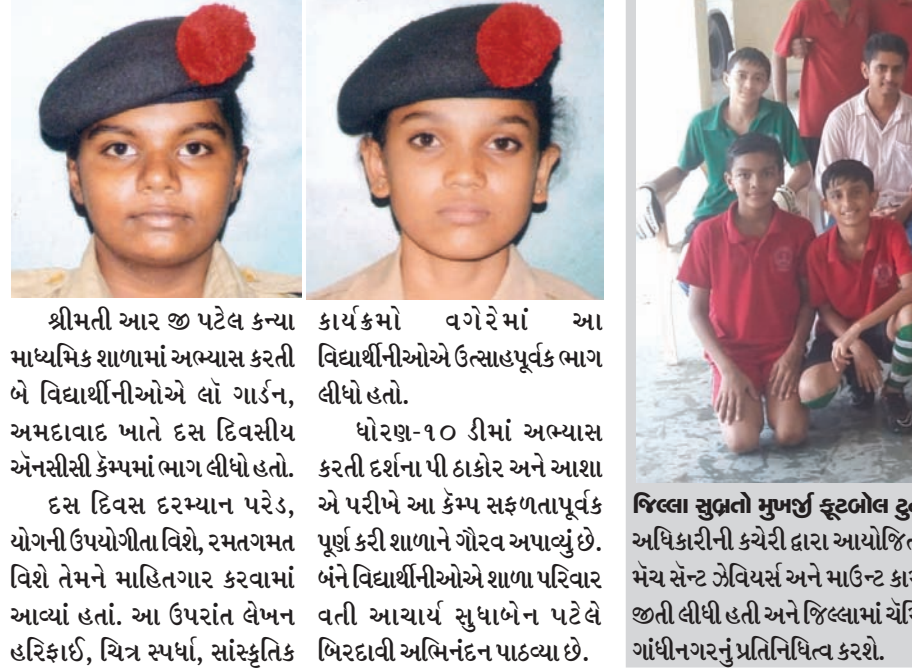 શ્રીમતી આર જી પટેલ કન્યા
માધ્યમિક શાળામાં અભ્યાસ કરતી
બે વિદ્યાર્થીનીઓએ લૉ ગાર્ડન,
અમદાવાદ ખાતે દસ દિવસીય
ઍનસીસી કૅમ્પમાં ભાગ લીધો હતો.
દસ દિવસ દરમ્યાન પરેડ,
યોગની ઉપયોગીતા વિશે, રમતગમત
વિશે તેમને માહિતગાર કરવામાં
આવ્યાં હતાં. આ ઉપરાંત લેખન
હરિફાઈ, ચિત્ર સ્પર્ધા, સાંસ્કૃતિક
કાર્યક્રમો વગેરેમાં આ
વિદ્યાર્થીનીઓએ ઉત્સાહપૂર્વક ભાગ
લીધો હતો.
ધોરણ-૧૦ ડીમાં અભ્યાસ
કરતી દર્શના પી ઠાકોર અને આશા
એ પરીખે આ કૅમ્પ સફળતાપૂર્વક
પૂર્ણ કરી શાળાને ગૌરવ અપાવ્યું છે.
બંને વિદ્યાર્થીનીઓએ શાળા પરિવાર
વતી આચાર્ય સુધાબેન પટેલે
બિરદાવી અભિનંદન પાઠવ્યા છે.
જિલ્લા સુબ્રતો મુખર્જી ફૂટબોલ
અધિકારીની કચેરી દ્વારા આયોજિત
મૅચ સૅન્ટ ઝેવિયર્સ અને માઉન્ટ
જીતી લીધી હતી અને જિલ્લામાં
ગાંધીનગરનું પ્રતિનિધિત્વ કરશે.